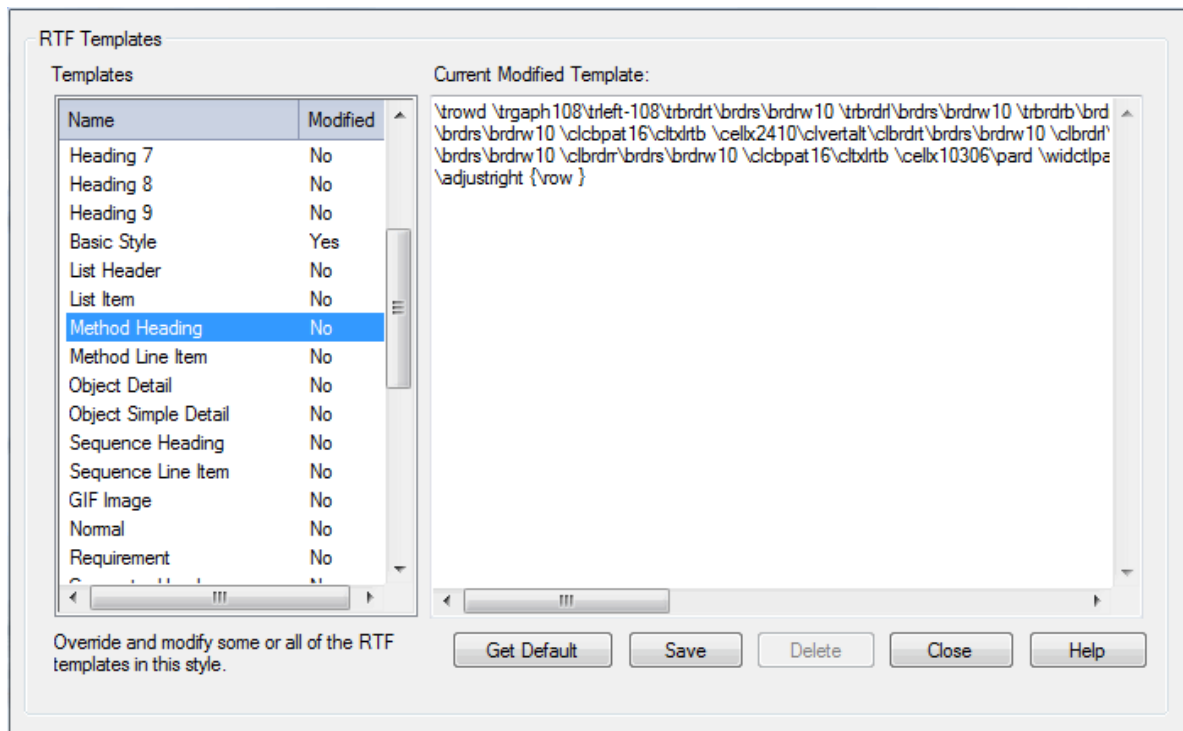 RTF Templates
Templates
Name Modified
Heading 7 No
Heading 8 No
Heading 9 No
Basic Style Yes
List Header No
List Item No
Method Heading No
Method Line Item No
Object Detail No
Object Simple Detail No
Sequence Heading No
Sequence Line Item No
GIF Image No
Normal No
Requirement No
Override and modify some or all of the RTF
templates in this style.
Current Modified Template:
\trowd \trgaph108\trleft-108\trbrdrt\brdrs\brdrw10 \trbrdrl\brdrs\brdrw10 \trbrdrb\brd
\brdrs\brdrw10 \clcbpat16\cltxlrtb \cellx2410\clvertalt\clbrdrt\brdrs\brdrw10 \clbrdrl\
\brdrs\brdrw10 \clbrdrr\brdrs\brdrw10 \clcbpat16\cltxlrtb \cellx10306\pard \widctlpa
\adjustright {\row }
Get Default Save Delete Close Help